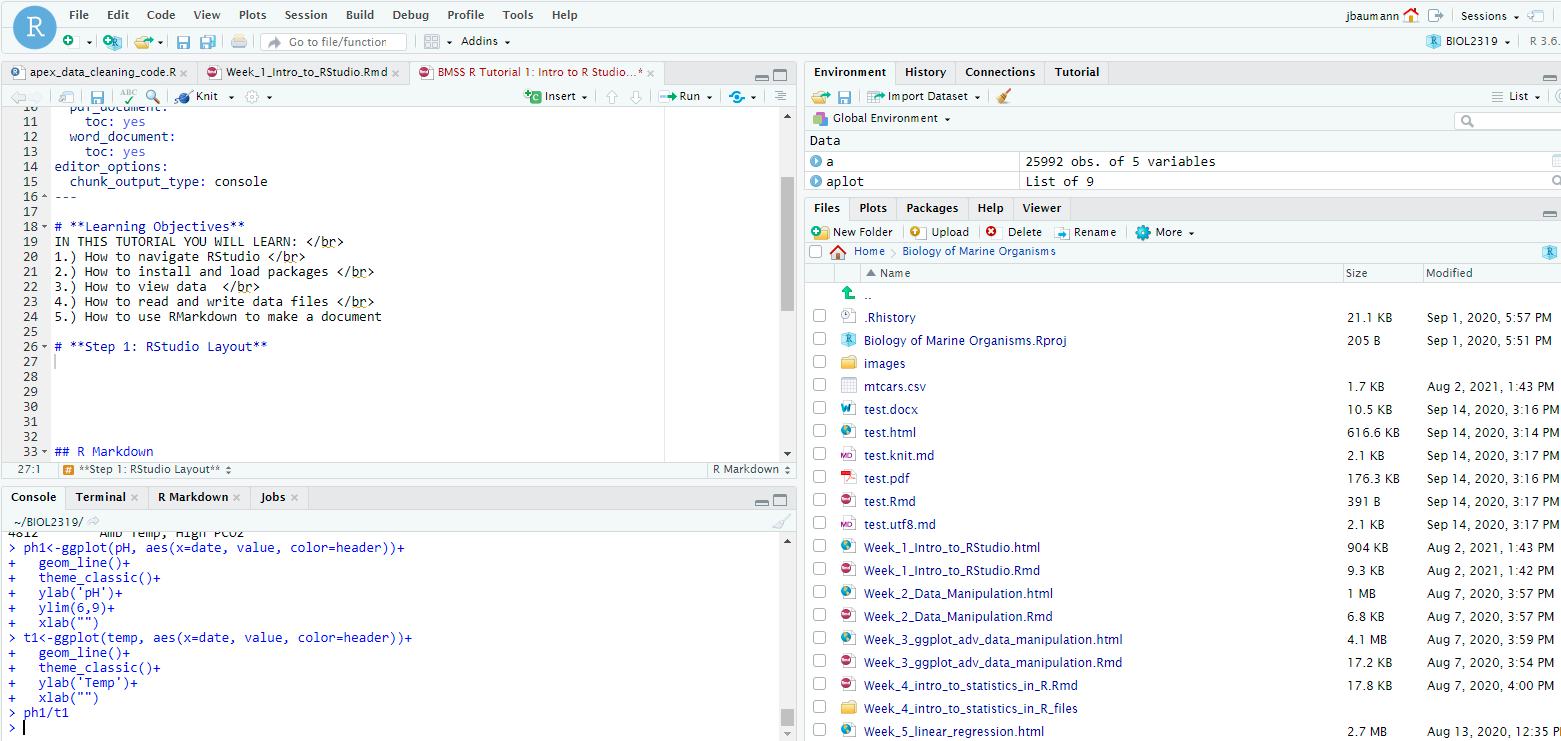 File Edit Code View Plots Session Build Debug Profile Tools Help
jbaumann Sessions
R
Go to file/function Addins
BIOL2319 R 3.6.
apex_data_cleaning_code.R Week_1_Intro_to_RStudio.Rmd BMSS R Tutorial 1: Intro to R Studio...*
ABC Knit Insert Run
10 pdf_document:
11 toc: yes
12 word_document:
13 toc: yes
14 editor_options:
15 chunk_output_type: console
16 ---
17
18 # **Learning Objectives**
19 IN THIS TUTORIAL YOU WILL LEARN: </br>
20 1.) How to navigate RStudio </br>
21 2.) How to install and load packages </br>
22 3.) How to view data  </br>
23 4.) How to read and write data files </br>
24 5.) How to use RMarkdown to make a document
25
26 # **Step 1: RStudio Layout**
27
28
29
30
31
32
33 ## R Markdown
27:1 # **Step 1: RStudio Layout** R Markdown
Console Terminal R Markdown Jobs
~/BIOL2319/
4812 Amb Temp, High PCO2
> ph1<-ggplot(pH, aes(x=date, value, color=header))+
+ geom_line()+
+ theme_classic()+
+ ylab('pH')+
+ ylim(6,9)+
+ xlab("")
> t1<-ggplot(temp, aes(x=date, value, color=header))+
+ geom_line()+
+ theme_classic()+
+ ylab('Temp')+
+ xlab("")
> ph1/t1
>
Environment History Connections Tutorial
Import Dataset List
Global Environment
Data
a 25992 obs. of 5 variables
aplot List of 9
Files Plots Packages Help Viewer
New Folder Upload Delete Rename More
Home Biology of Marine Organisms
Name Size Modified
..
.Rhistory 21.1 KB Sep 1, 2020, 5:57 PM
Biology of Marine Organisms.Rproj 205 B Sep 1, 2020, 5:51 PM
images
mtcars.csv 1.7 KB Aug 2, 2021, 1:43 PM
test.docx 10.5 KB Sep 14, 2020, 3:16 PM
test.html 616.6 KB Sep 14, 2020, 3:14 PM
test.knit.md 2.1 KB Sep 14, 2020, 3:17 PM
test.pdf 176.3 KB Sep 14, 2020, 3:16 PM
test.Rmd 391 B Sep 14, 2020, 3:17 PM
test.utf8.md 2.1 KB Sep 14, 2020, 3:17 PM
Week_1_Intro_to_RStudio.html 904 KB Aug 2, 2021, 1:43 PM
Week_1_Intro_to_RStudio.Rmd 9.3 KB Aug 2, 2021, 1:42 PM
Week_2_Data_Manipulation.html 1 MB Aug 7, 2020, 3:57 PM
Week_2_Data_Manipulation.Rmd 6.8 KB Aug 7, 2020, 3:57 PM
Week_3_ggplot_adv_data_manipulation.html 4.1 MB Aug 7, 2020, 3:59 PM
Week_3_ggplot_adv_data_manipulation.Rmd 17.2 KB Aug 7, 2020, 3:54 PM
Week_4_intro_to_statistics_in_R.Rmd 17.8 KB Aug 7, 2020, 4:00 PM
Week_4_intro_to_statistics_in_R_files
Week_5_linear_regression.html 2.7 MB Aug 13, 2020, 12:35 P